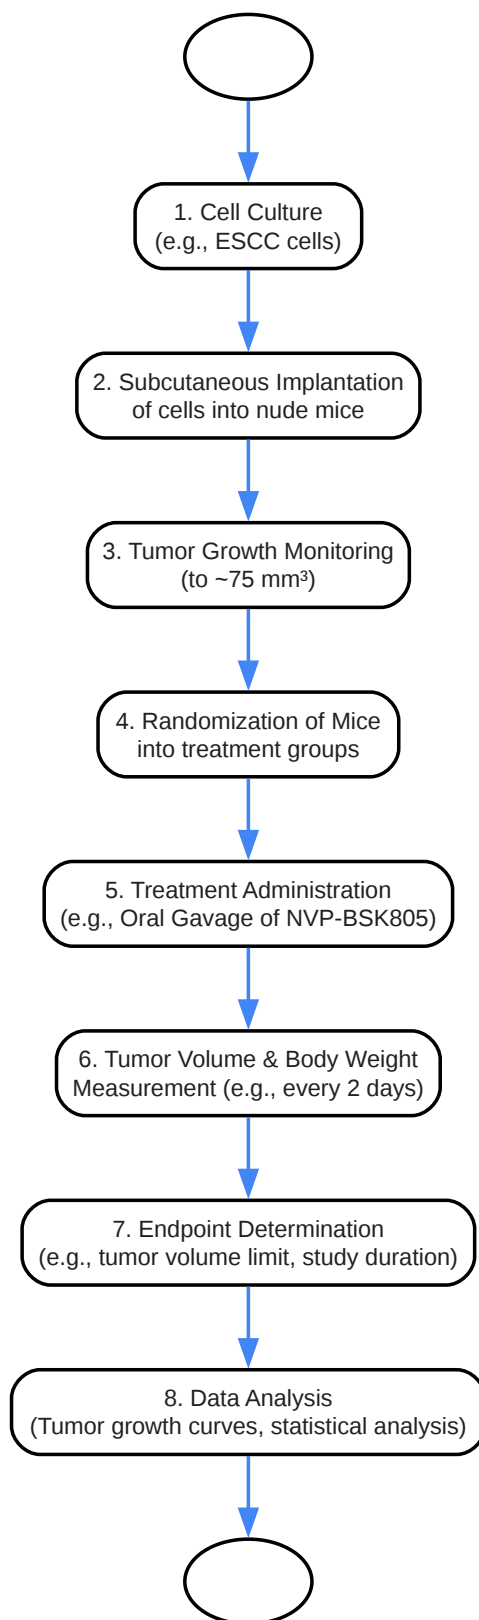 1. Cell Culture
(e.g., ESCC cells)
2. Subcutaneous Implantation
of cells into nude mice
3. Tumor Growth Monitoring
(to ~75 mm³)
4. Randomization of Mice
into treatment groups
5. Treatment Administration
(e.g., Oral Gavage of NVP-BSK805)
6. Tumor Volume & Body Weight
Measurement (e.g., every 2 days)
7. Endpoint Determination
(e.g., tumor volume limit, study duration)
8. Data Analysis
(Tumor growth curves, statistical analysis)